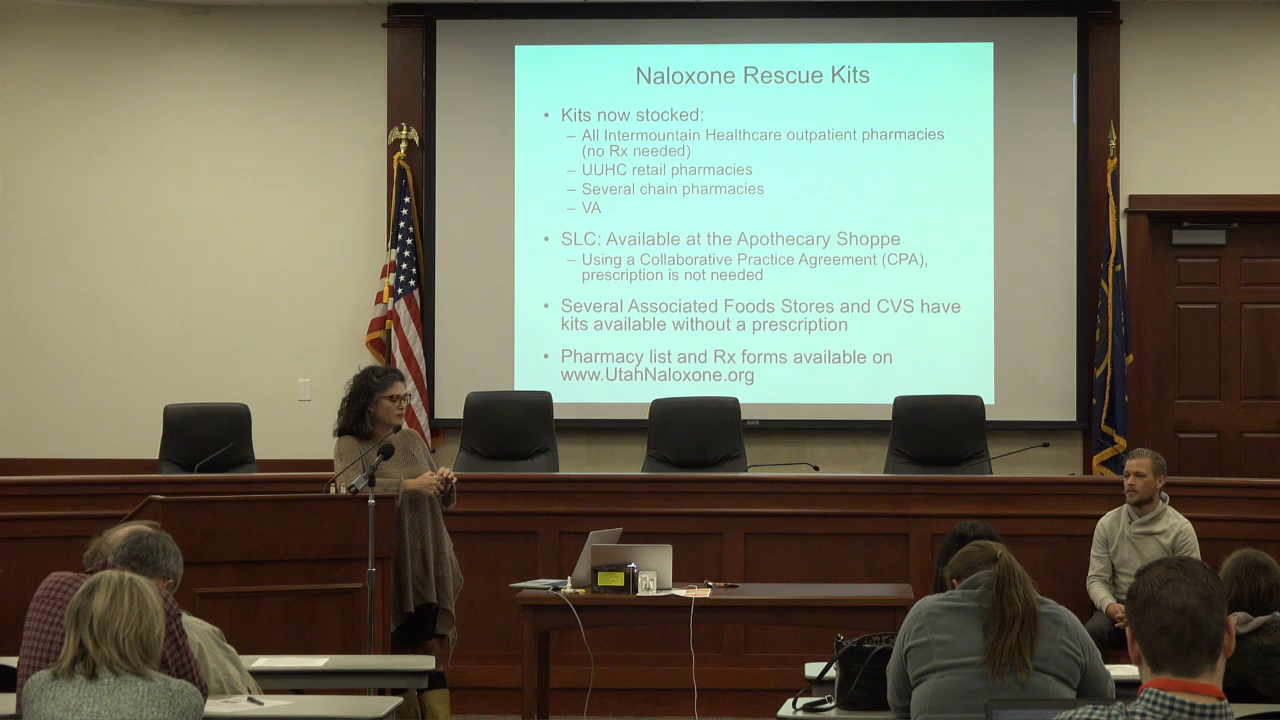 Naloxone Rescue Kits
• Kits now stocked:
– All Intermountain Healthcare outpatient pharmacies
(no Rx needed)
– UUHC retail pharmacies
– Several chain pharmacies
– VA
• SLC: Available at the Apothecary Shoppe
– Using a Collaborative Practice Agreement (CPA),
prescription is not needed
• Several Associated Foods Stores and CVS have
kits available without a prescription
• Pharmacy list and Rx forms available on
www.UtahNaloxone.org